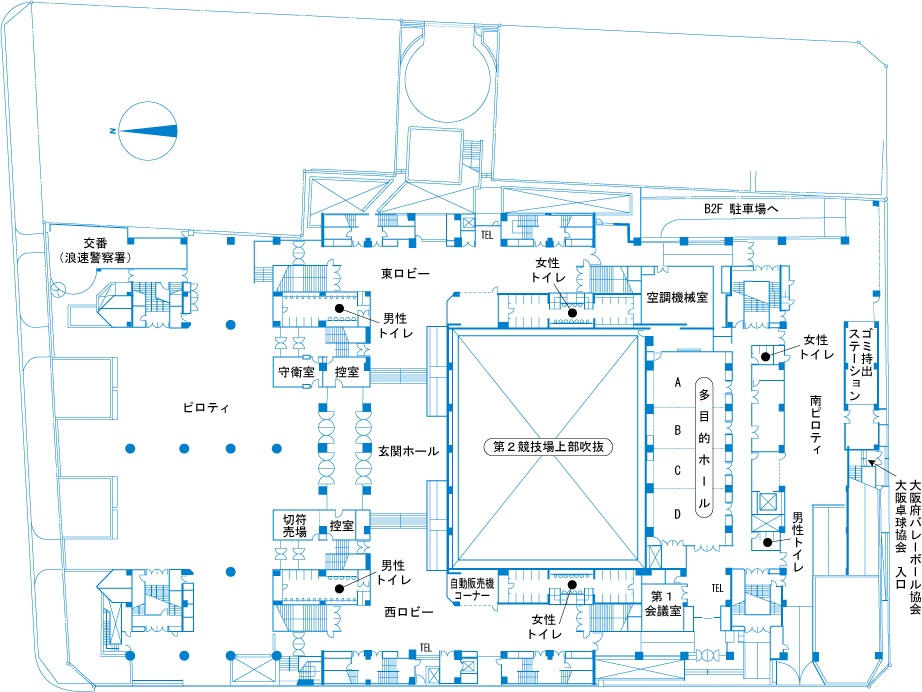 N
B2F 駐車場へ
TEL
交番
（浪速警察署）
東ロビー
女性
トイレ
空調機械室
男性
トイレ
女性
トイレ
ゴミ持出
ステーション
守衛室
控室
A
B
C
D
多目的ホール
ピロティ
南ピロティ
玄関ホール
第２競技場上部吹抜
大阪府バレーボール協会
大阪卓球協会 入口
切符
売場
控室
男性トイレ
男性
トイレ
自動販売機
コーナー
女性
トイレ
第１
会議室
TEL
西ロビー
TEL